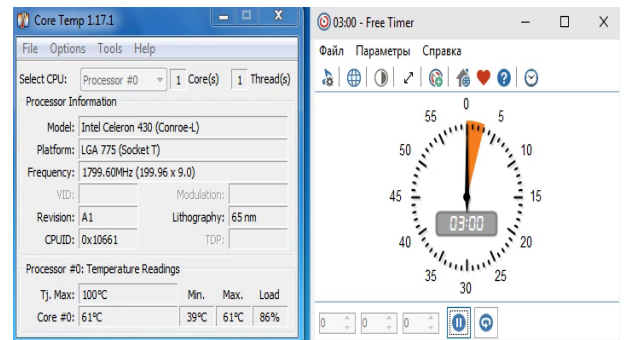 Core Temp 1.17.1
File Options Tools Help
Select CPU: Processor #0 1 Core(s) 1 Thread(s)
Processor Information
Model: Intel Celeron 430 (Conroe-L)
Platform: LGA 775 (Socket T)
Frequency: 1799.60MHz (199.96 x 9.0)
VID: Modulation:
Revision: A1 Lithography: 65 nm
CPUID: 0x10661 TDP:
Processor #0: Temperature Readings
Tj. Max: 100°C Min. Max. Load
Core #0: 61°C 39°C 61°C 86%
03:00 - Free Timer
Файл Параметры Справка
0
55 5
50 10
45 15
03:00
40 20
35 25
30
0 0 0